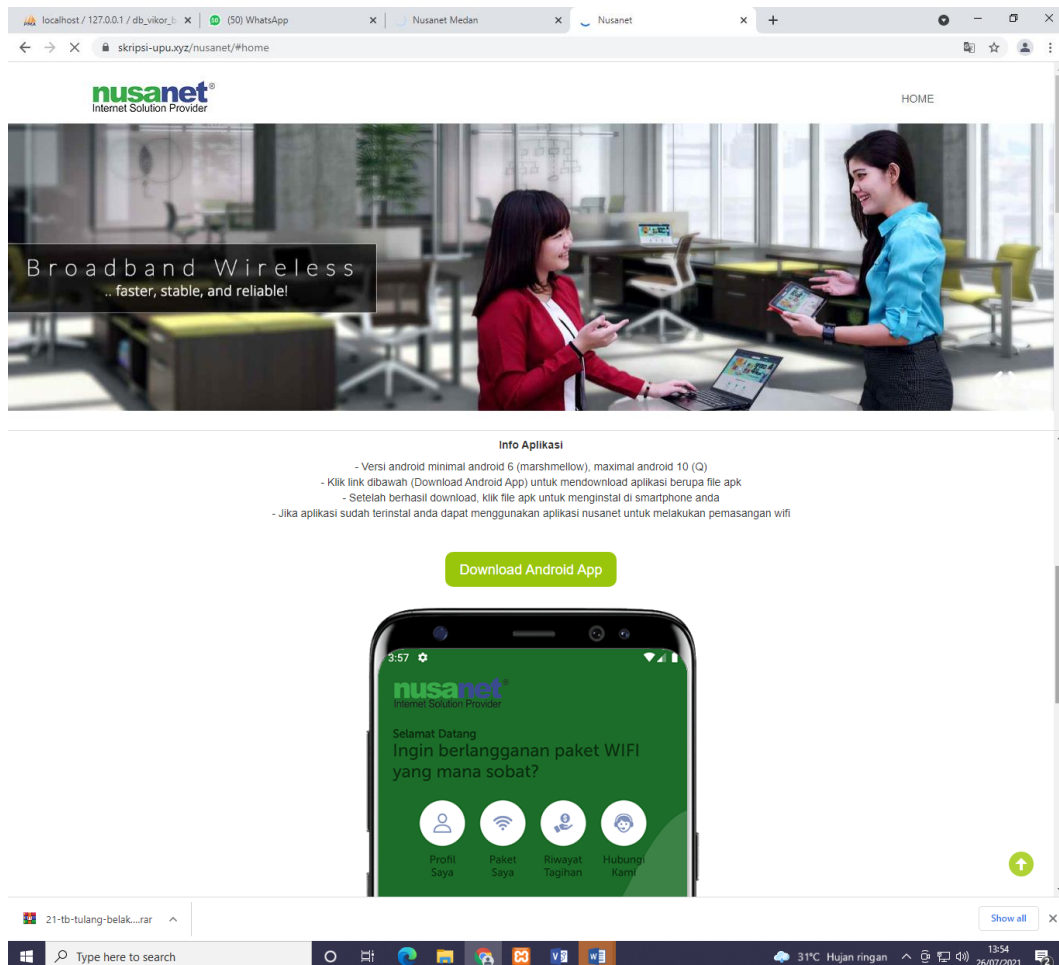 localhost / 127.0.0.1 / db_vikor_b
(50) WhatsApp
Nusanet Medan
Nusanet
skripsi-upu.xyz/nusanet/#home
nusanet®
Internet Solution Provider
HOME
Broadband Wireless
.. faster, stable, and reliable!
Info Aplikasi
- Versi android minimal android 6 (marshmellow), maximal android 10 (Q)
- Klik link dibawah (Download Android App) untuk mendownload aplikasi berupa file apk
- Setelah berhasil download, klik file apk untuk menginstal di smartphone anda
- Jika aplikasi sudah terinstal anda dapat menggunakan aplikasi nusanet untuk melakukan pemasangan wifi
Download Android App
3:57
nusanet®
Internet Solution Provider
Selamat Datang
Ingin berlangganan paket WIFI
yang mana sobat?
Profil Saya
Paket Saya
Riwayat Tagihan
Hubungi Kami
21-tb-tulang-belak....rar
Show all
Type here to search
31°C Hujan ringan
13:54
26/07/2021
2